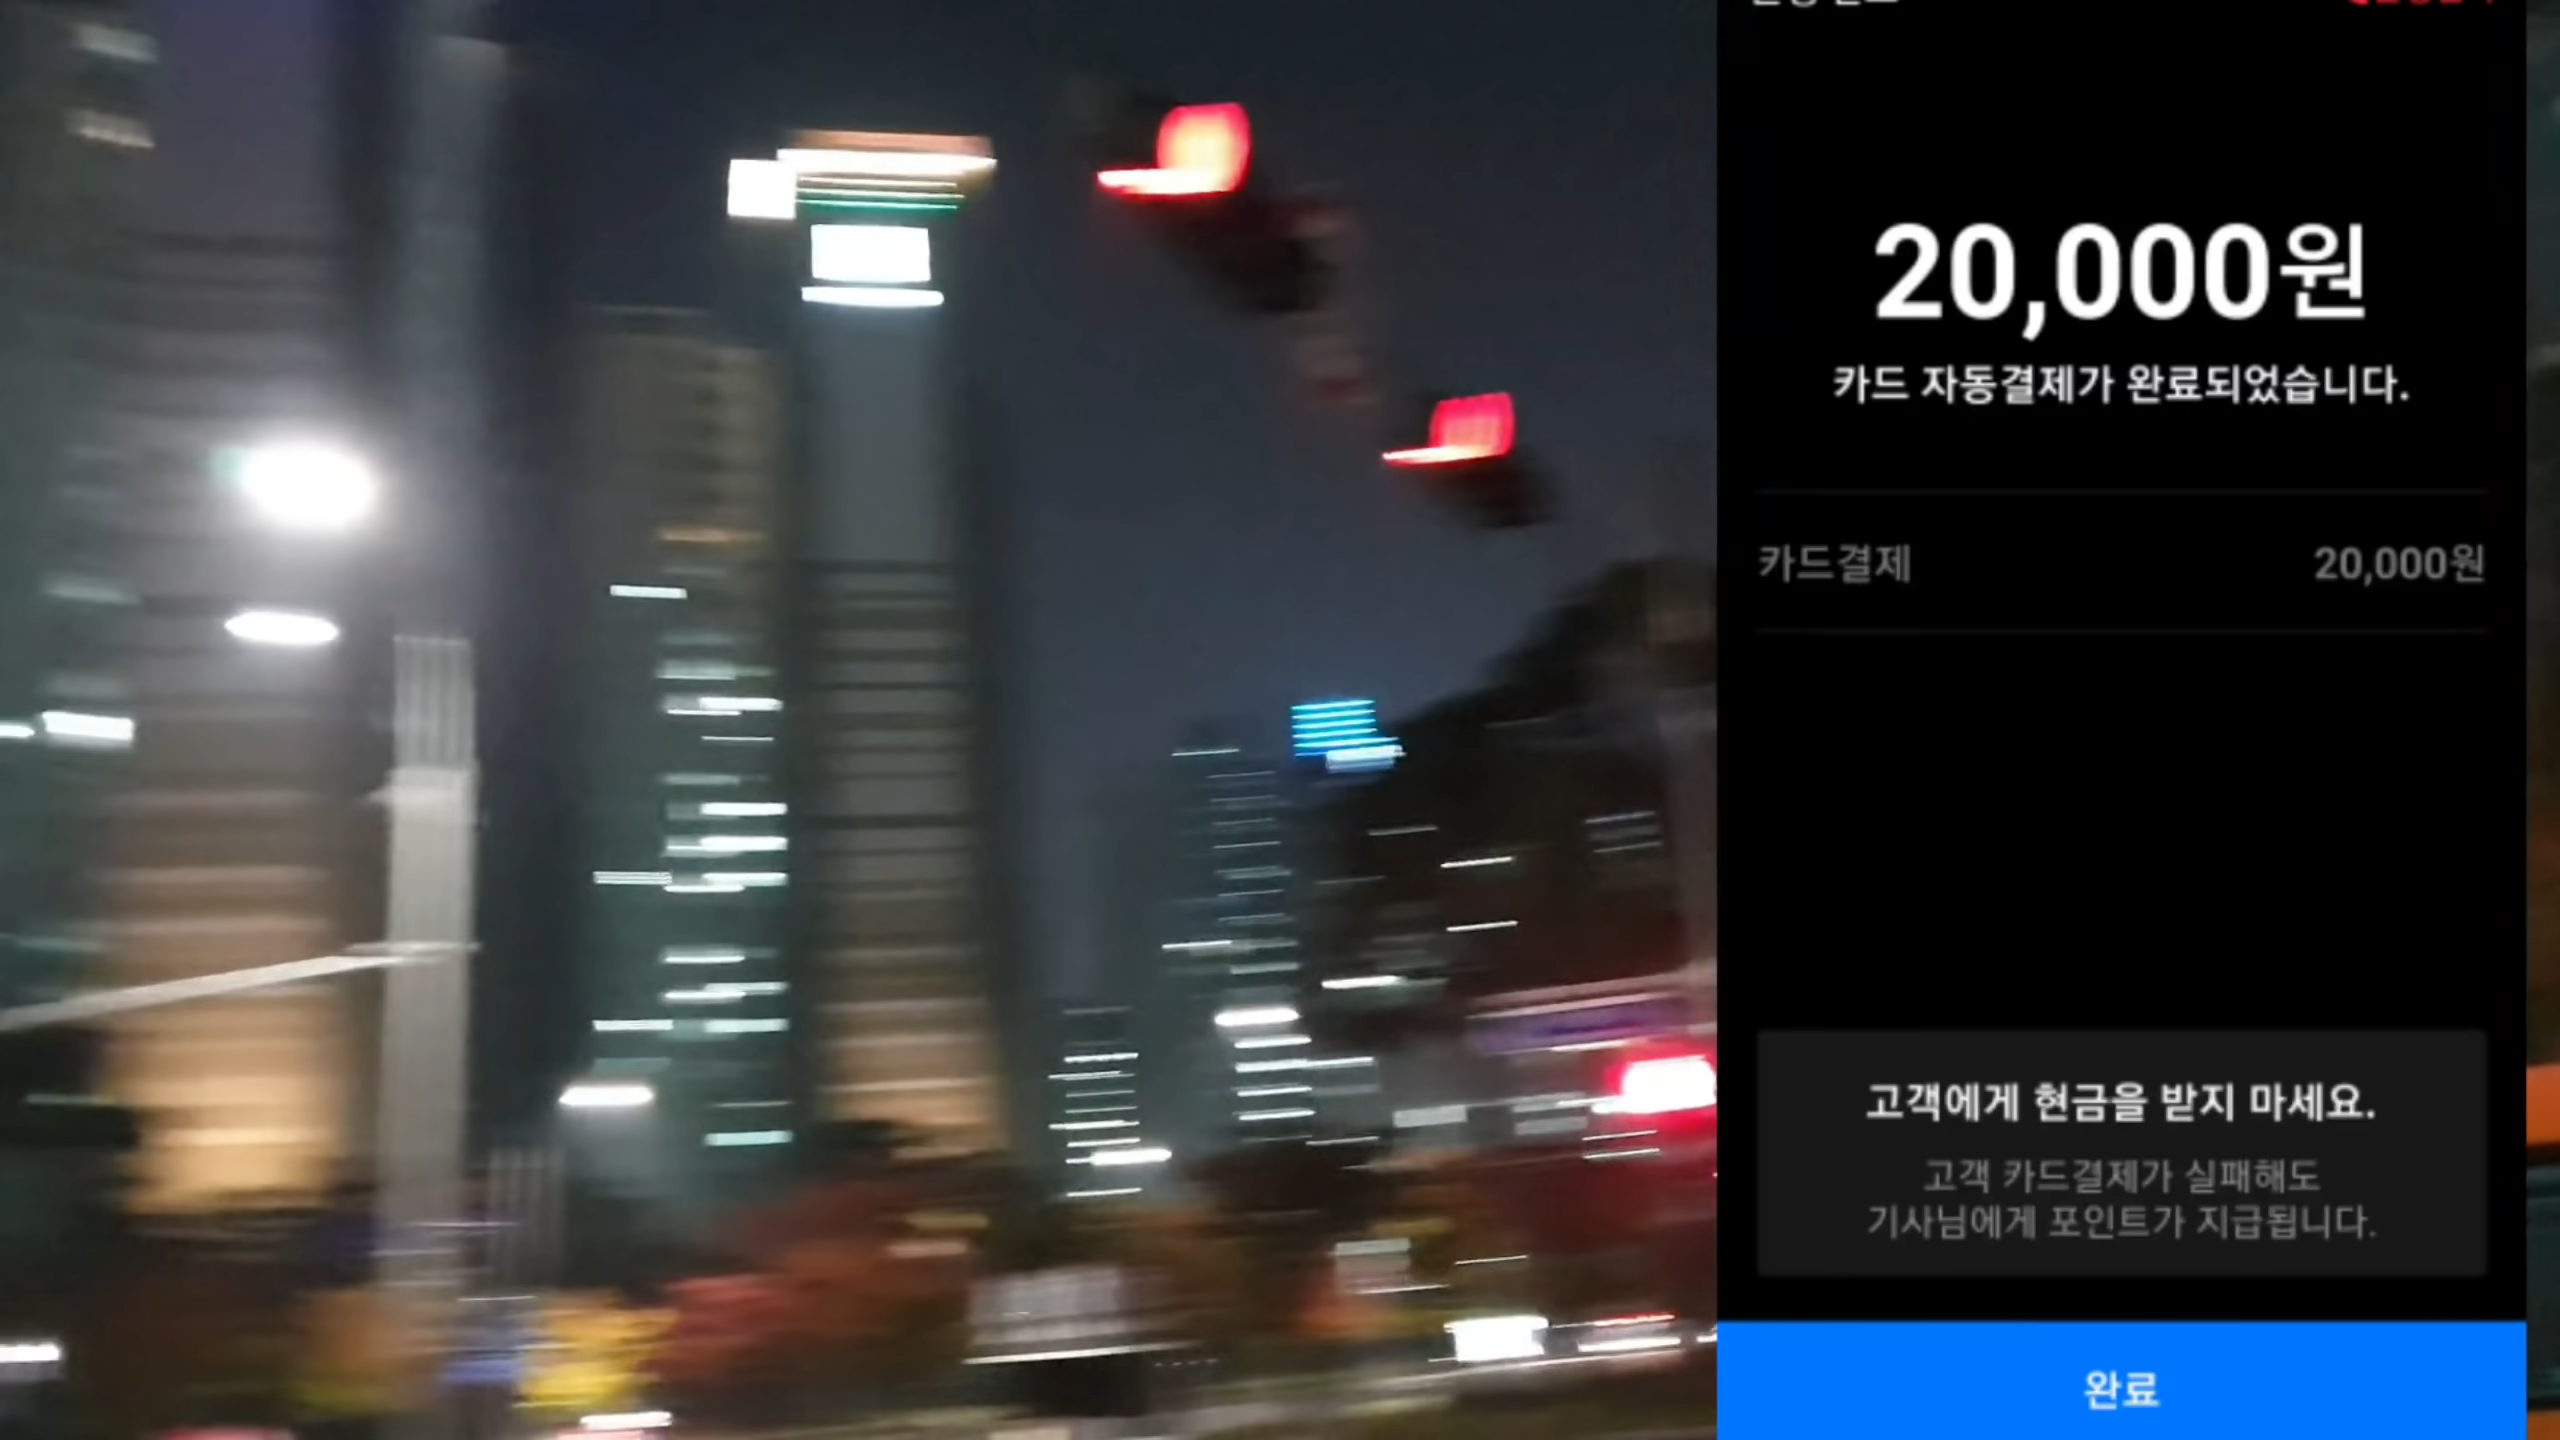 20,000원
카드 자동결제가 완료되었습니다.
카드결제 20,000원
고객에게 현금을 받지 마세요.
고객 카드결제가 실패해도
기사님에게 포인트가 지급됩니다.
완료